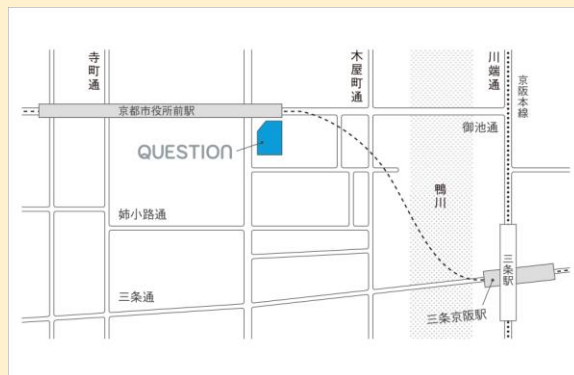 寺町通
木屋町通
川端通
京阪本線
京都市役所前駅
御池通
QUESTION
鴨川
姉小路通
三条駅
三条通
三条京阪駅